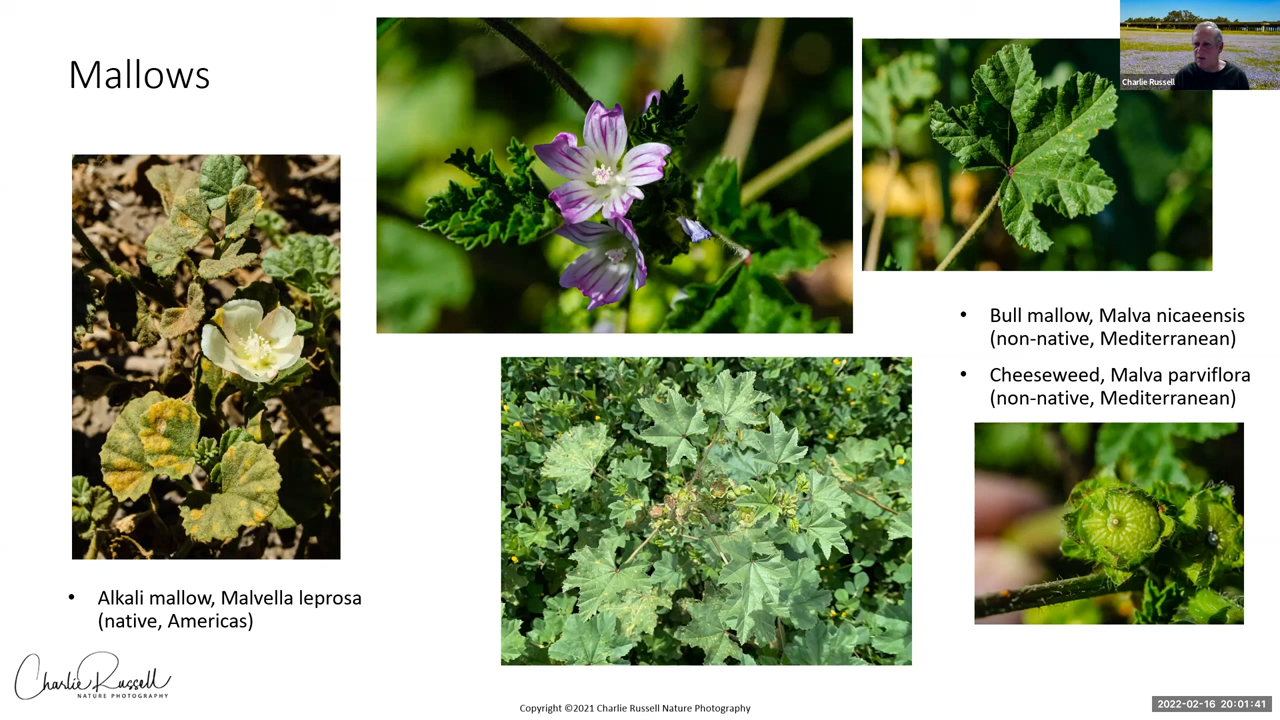 Mallows
Charlie Russell
• Bull mallow, Malva nicaeensis
(non-native, Mediterranean)
• Cheeseweed, Malva parviflora
(non-native, Mediterranean)
• Alkali mallow, Malvella leprosa
(native, Americas)
Charlie Russell
NATURE PHOTOGRAPHY
Copyright ©2021 Charlie Russell Nature Photography
2022-02-16 20:01:41